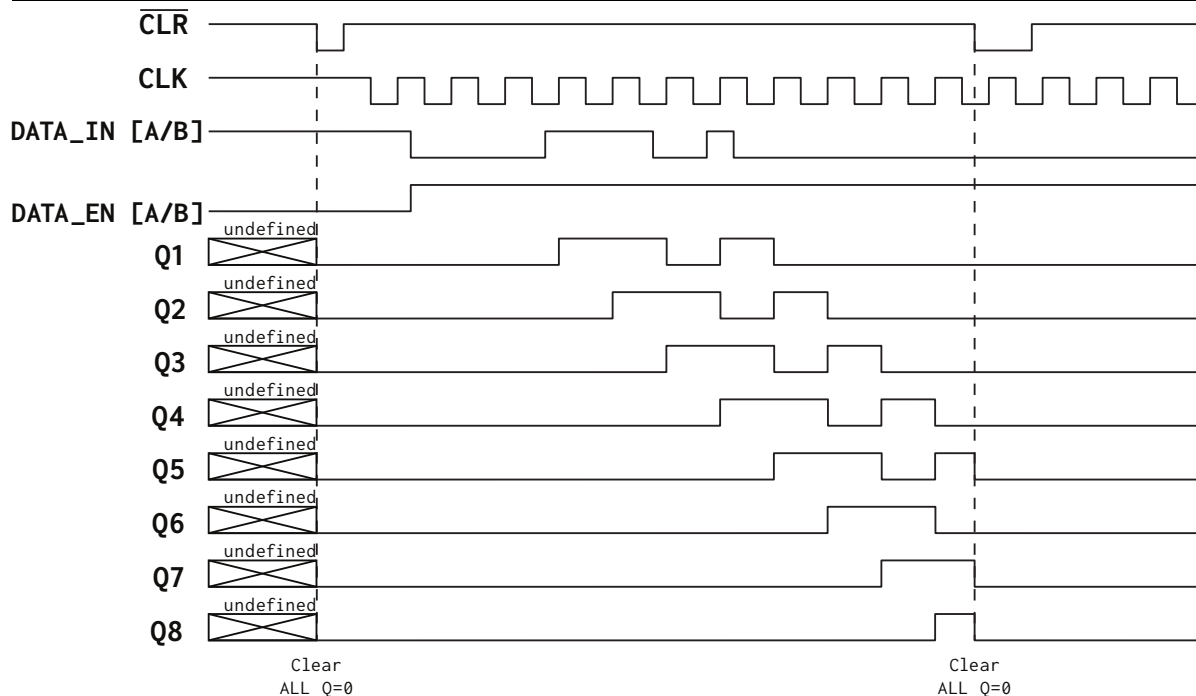 CLR
CLK
DATA_IN [A/B]
DATA_EN [A/B]
undefined
Q1
undefined
Q2
undefined
Q3
undefined
Q4
undefined
Q5
undefined
Q6
undefined
Q7
undefined
Q8
Clear
ALL Q=0
Clear
ALL Q=0